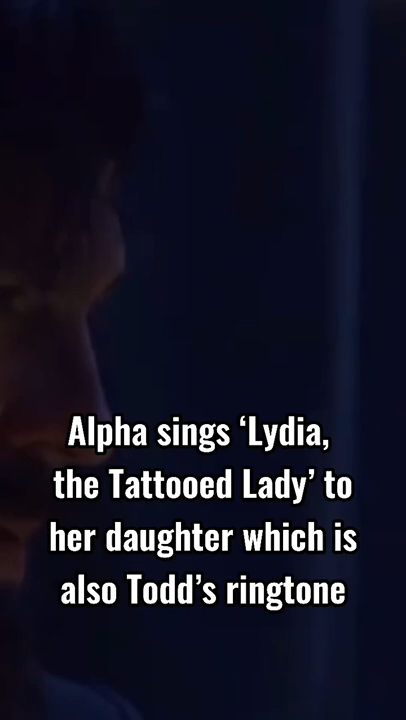 Alpha sings ‘Lydia,
the Tattooed Lady’ to
her daughter which is
also Todd’s ringtone